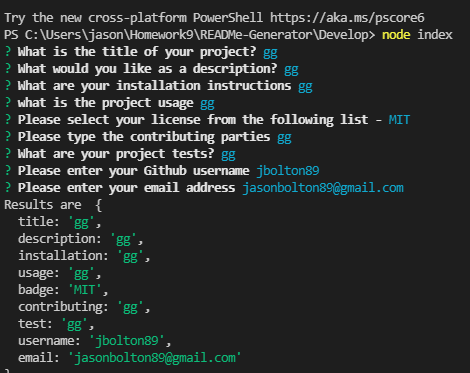 Try the new cross-platform PowerShell https://aka.ms/pscore6
PS C:\Users\jason\Homework9\READMe-Generator\Develop> node index
? What is the title of your project? gg
? What would you like as a description? gg
? What are your installation instructions gg
? what is the project usage gg
? Please select your license from the following list - MIT
? Please type the contributing parties gg
? What are your project tests? gg
? Please enter your Github username jbolton89
? Please enter your email address jasonbolton89@gmail.com
Results are  {
  title: 'gg',
  description: 'gg',
  installation: 'gg',
  usage: 'gg',
  badge: 'MIT',
  contributing: 'gg',
  test: 'gg',
  username: 'jbolton89',
  email: 'jasonbolton89@gmail.com'
}